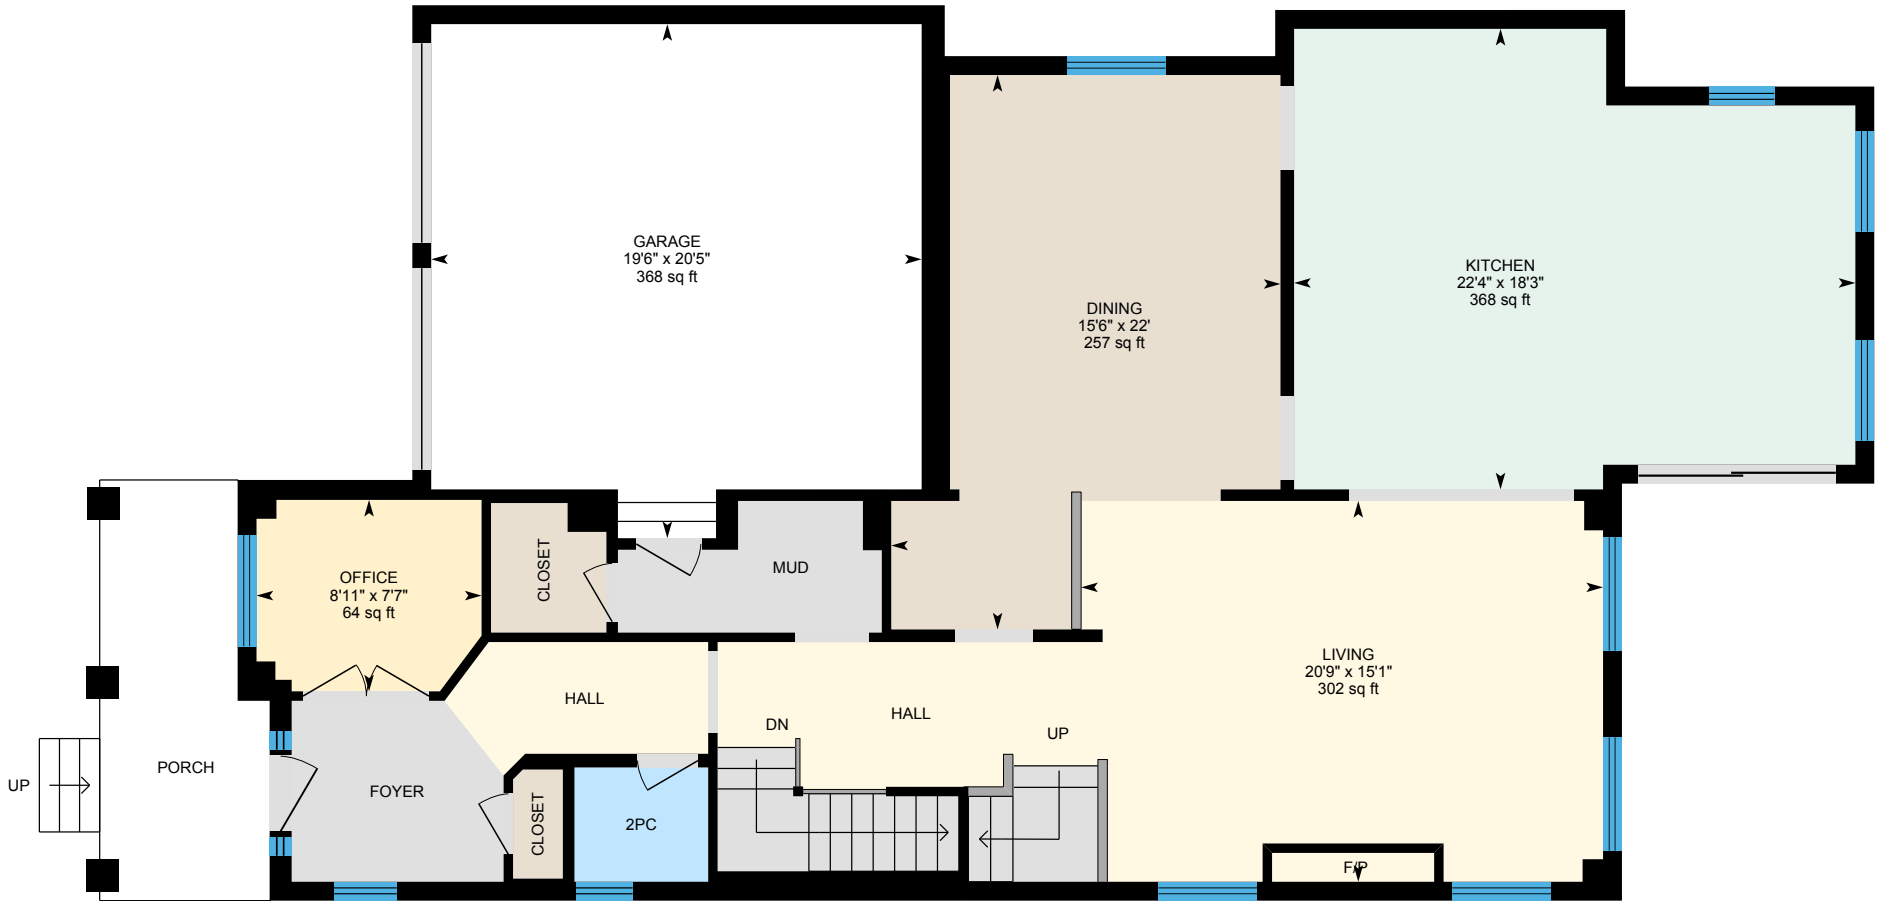 GARAGE
19'6" x 20'5"
368 sq ft
KITCHEN
22'4" x 18'3"
368 sq ft
DINING
15'6" x 22'
257 sq ft
OFFICE
8'11" x 7'7"
64 sq ft
CLOSET
MUD
LIVING
20'9" x 15'1"
302 sq ft
HALL
HALL
DN
UP
PORCH
UP
FOYER
CLOSET
2PC
F/P